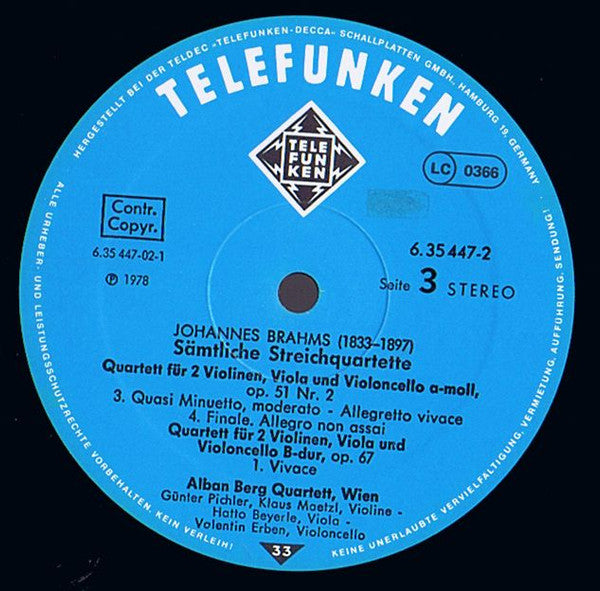 HERGESTELLT BEI DER TELDEC »TELEFUNKEN-DECCA« SCHALLPLATTEN GMBH, HAMBURG 19, GERMANY
TELEFUNKEN
TELE
FUN
KEN
LC 0366
Contr.
Copyr.
6.35 447-02-1
Ⓟ 1978
6.35 447-2
Seite 3 STEREO
JOHANNES BRAHMS (1833–1897)
Sämtliche Streichquartette
Quartett für 2 Violinen, Viola und Violoncello a-moll,
op. 51 Nr. 2
3. Quasi Minuetto, moderato - Allegretto vivace
4. Finale. Allegro non assai
Quartett für 2 Violinen, Viola und
Violoncello B-dur, op. 67
1. Vivace
Alban Berg Quartett, Wien
Günter Pichler, Klaus Maetzl, Violine -
Hatto Beyerle, Viola -
Valentin Erben, Violoncello
33
ALLE URHEBER- UND LEISTUNGSSCHUTZRECHTE VORBEHALTEN. KEIN VERLEIH!
KEINE UNERLAUBTE VERVIELFÄLTIGUNG, VERMIETUNG, AUFFÜHRUNG, SENDUNG!